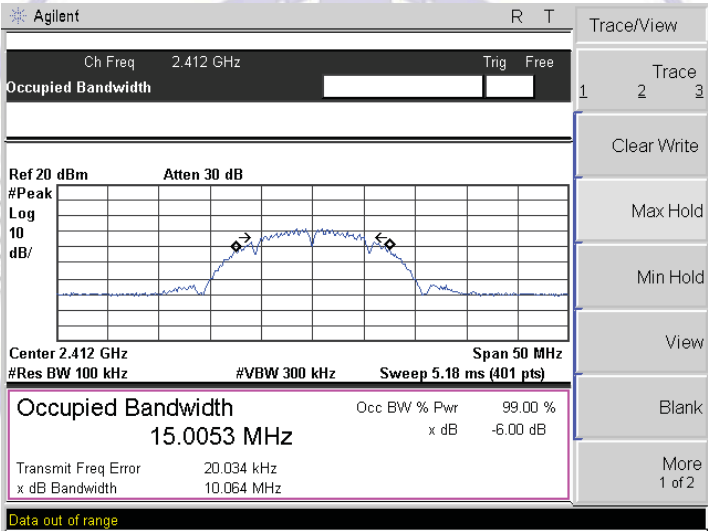 Agilent R T
Ch Freq 2.412 GHz Trig Free
Occupied Bandwidth
Ref 20 dBm Atten 30 dB
#Peak
Log
10
dB/
Center 2.412 GHz Span 50 MHz
#Res BW 100 kHz #VBW 300 kHz Sweep 5.18 ms (401 pts)
Occupied Bandwidth
15.0053 MHz
Occ BW % Pwr 99.00 %
x dB -6.00 dB
Transmit Freq Error 20.034 kHz
x dB Bandwidth 10.064 MHz
Data out of range
Trace/View
Trace
1 2 3
Clear Write
Max Hold
Min Hold
View
Blank
More
1 of 2